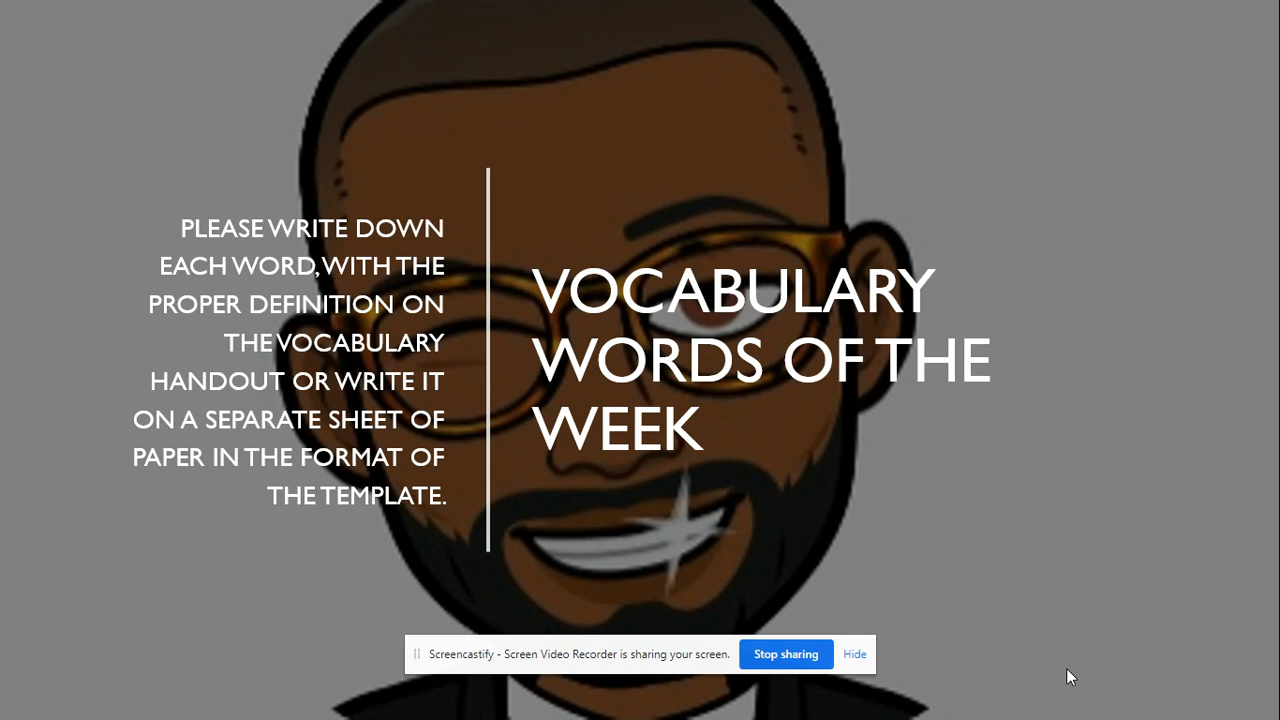 PLEASE WRITE DOWN
EACH WORD, WITH THE
PROPER DEFINITION ON
THE VOCABULARY
HANDOUT OR WRITE IT
ON A SEPARATE SHEET OF
PAPER IN THE FORMAT OF
THE TEMPLATE.
VOCABULARY
WORDS OF THE
WEEK
Screencastify - Screen Video Recorder is sharing your screen. Stop sharing Hide